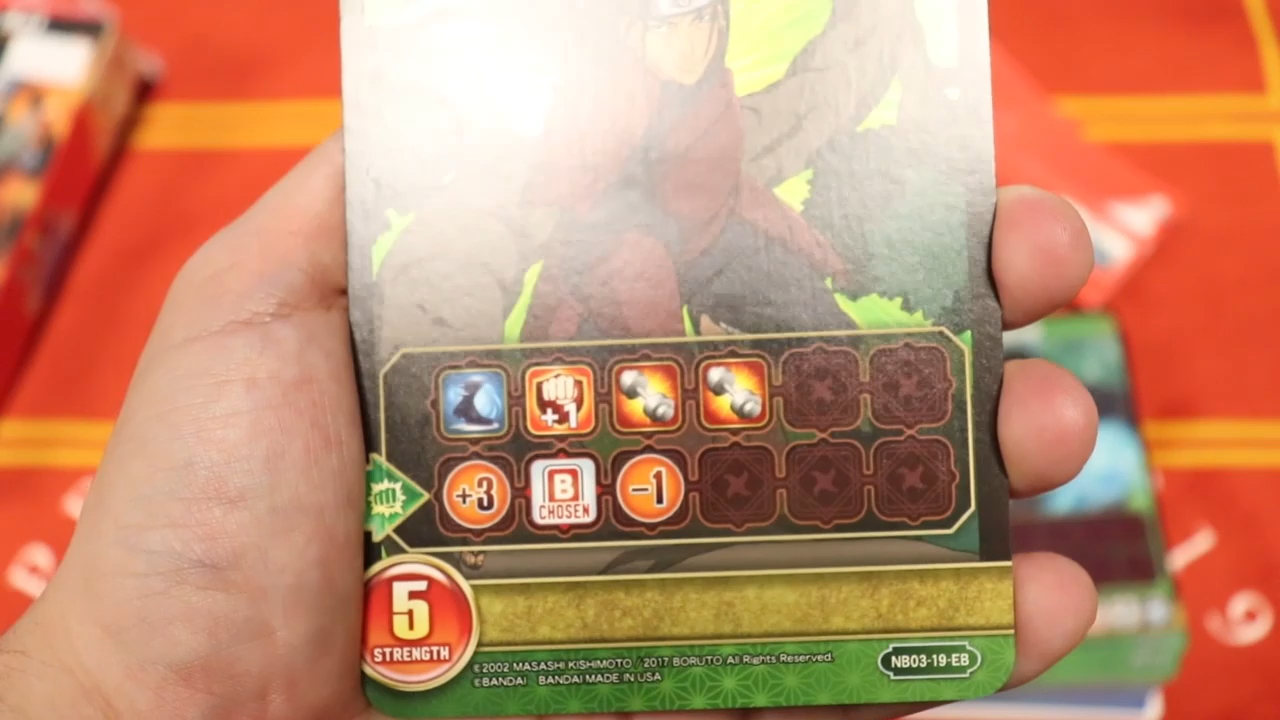 +1
+3
B
CHOSEN
-1
5
STRENGTH
©2002 MASASHI KISHIMOTO / 2017 BORUTO All Rights Reserved.
©BANDAI BANDAI MADE IN USA
NB03-19-EB